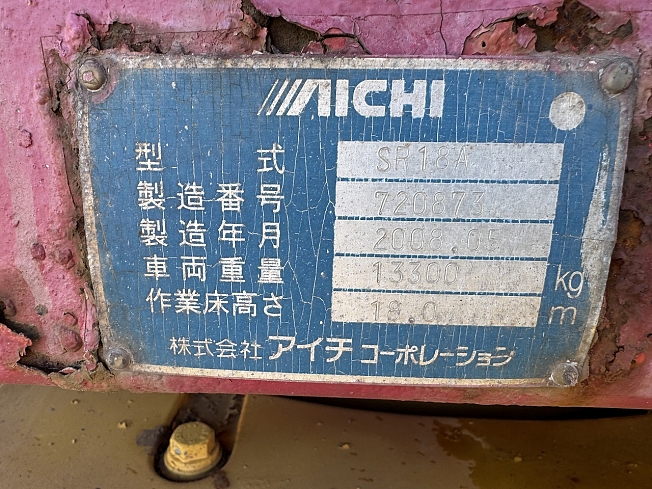 AICHI
型式 SR18A
製造番号 720873
製造年月 2008.05
車両重量 13300 kg
作業床高さ 18.0 m
株式会社 アイチ コーポレーション